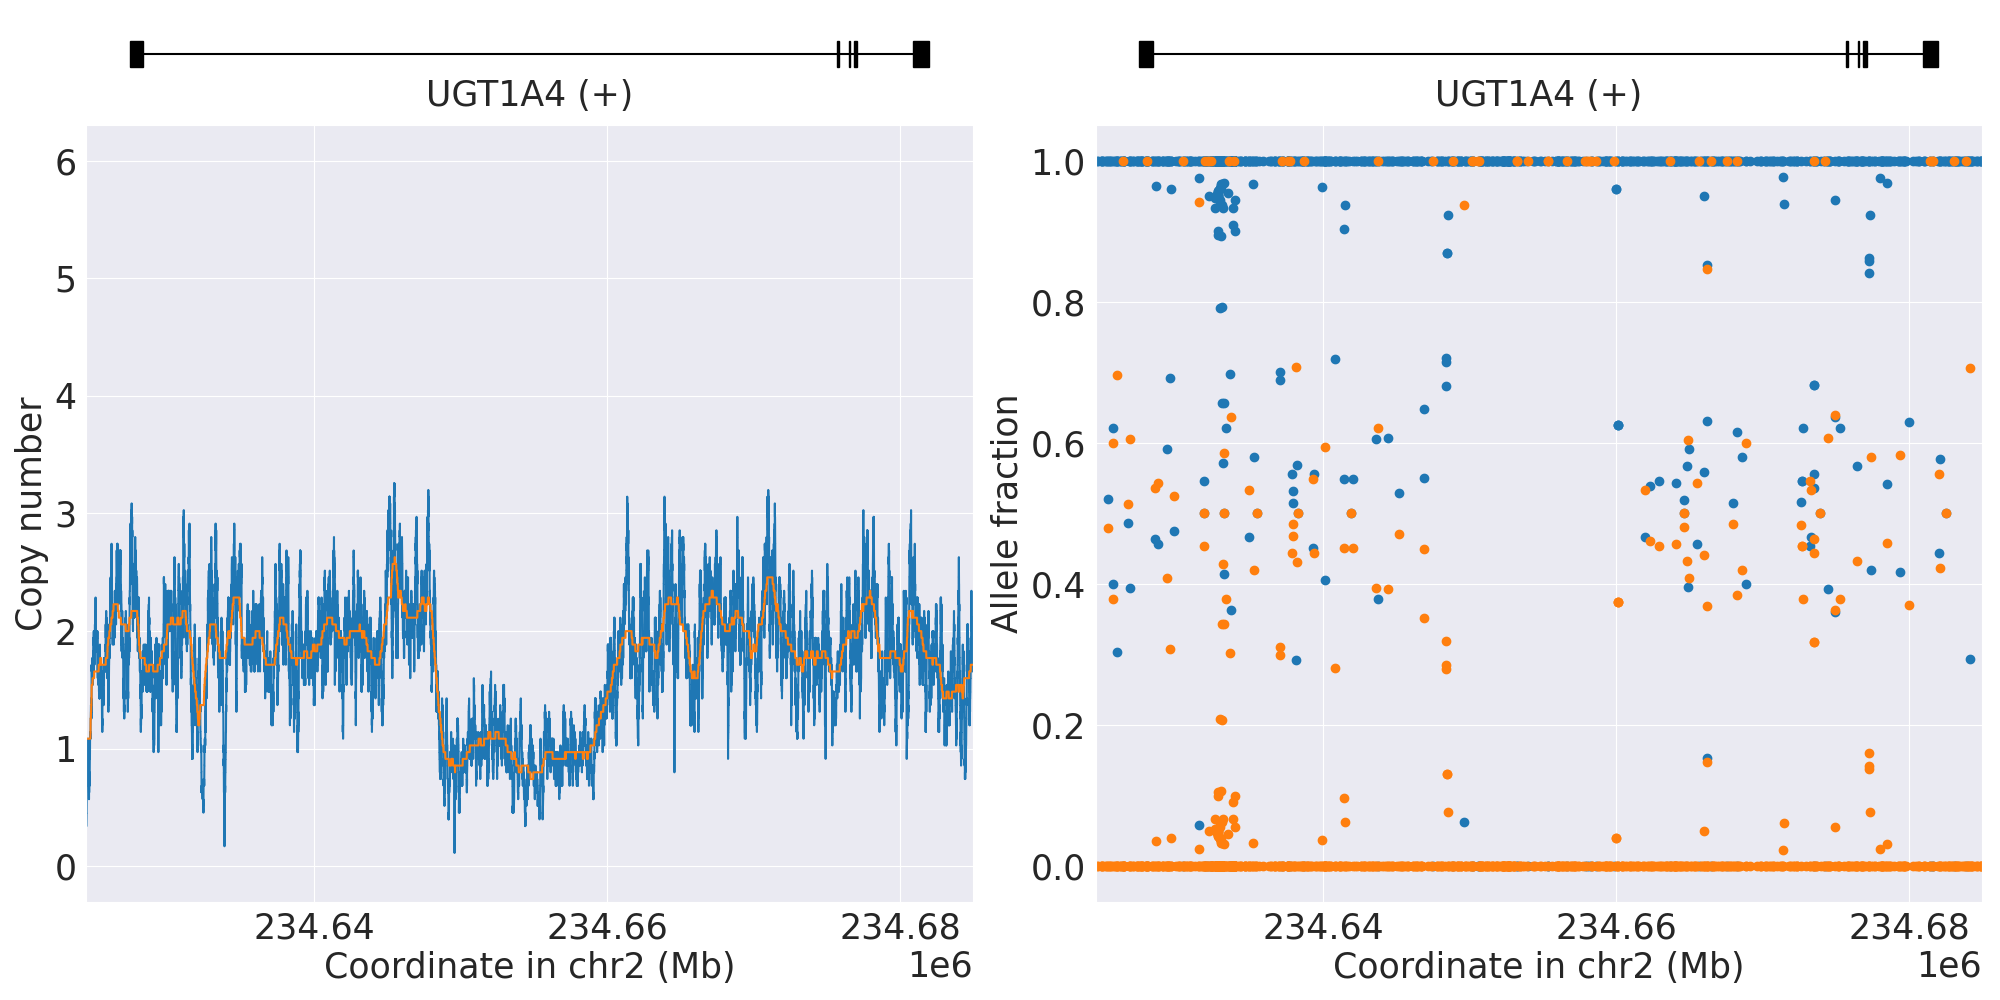 UGT1A4 (+)
Copy number
6
5
4
3
2
1
0
234.64
234.66
234.68
Coordinate in chr2 (Mb)
1e6
UGT1A4 (+)
Allele fraction
1.0
0.8
0.6
0.4
0.2
0.0
234.64
234.66
234.68
Coordinate in chr2 (Mb)
1e6